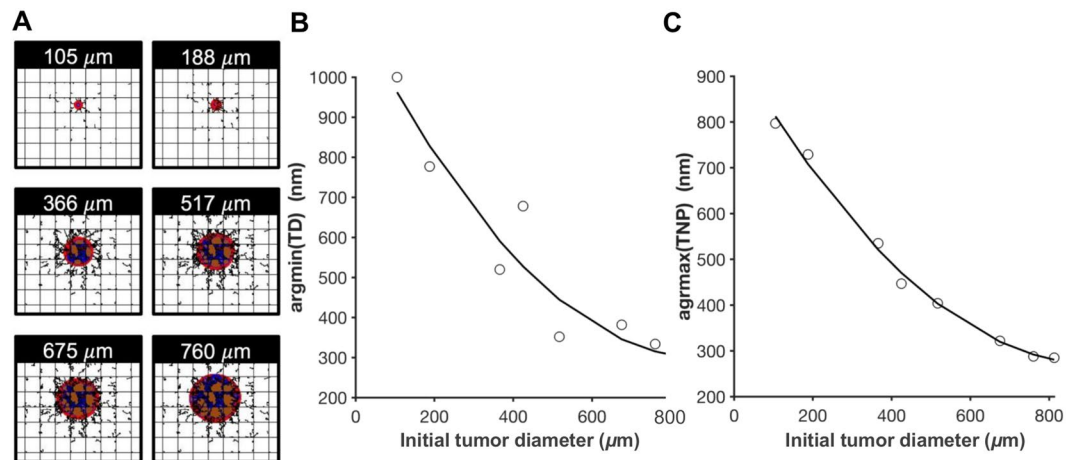 A
105 µm
188 µm
366 µm
517 µm
675 µm
760 µm
B
argmin(TD) (nm)
1000
900
800
700
600
500
400
300
200
0
200
400
600
800
Initial tumor diameter (µm)
C
agrmax(TNP) (nm)
900
800
700
600
500
400
300
200
0
200
400
600
800
Initial tumor diameter (µm)